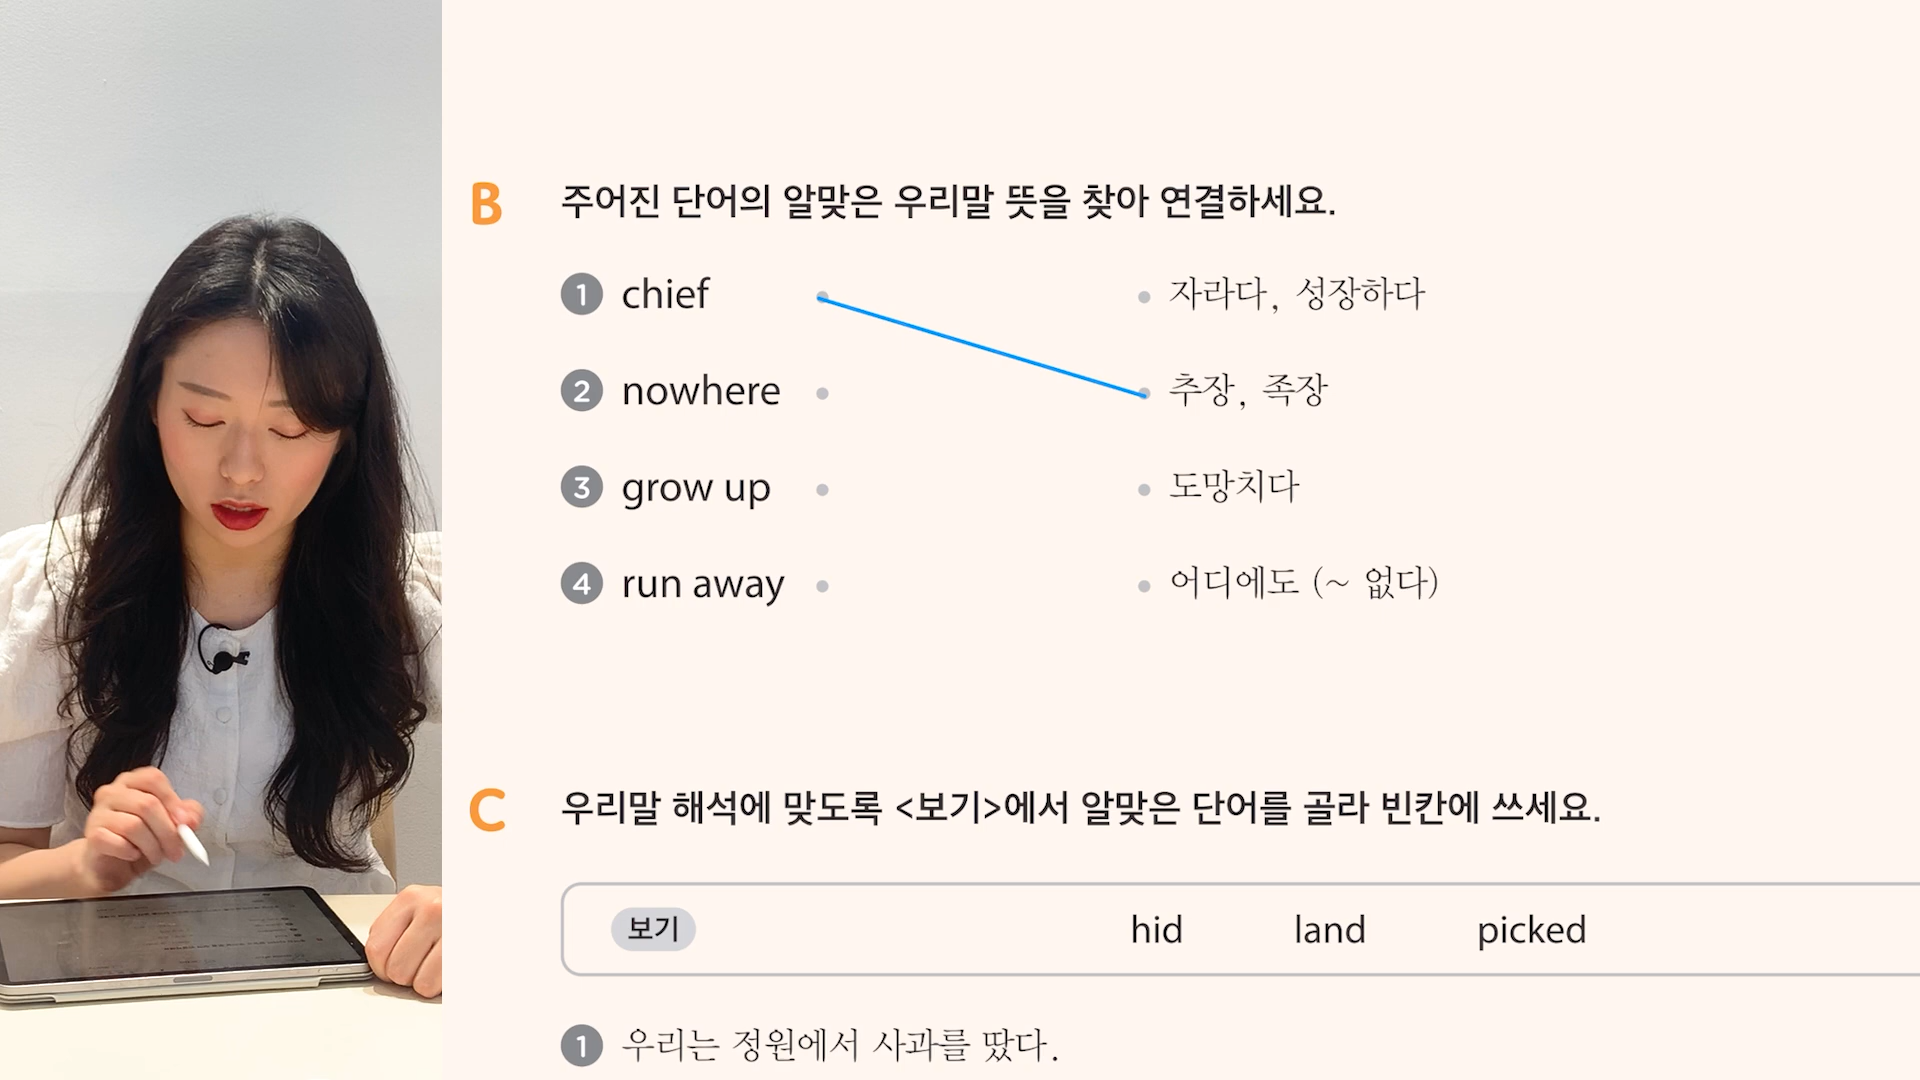 B 주어진 단어의 알맞은 우리말 뜻을 찾아 연결하세요.
1 chief 자라다, 성장하다
2 nowhere 추장, 족장
3 grow up 도망치다
4 run away 어디에도 (~ 없다)
C 우리말 해석에 맞도록 <보기>에서 알맞은 단어를 골라 빈칸에 쓰세요.
보기 hid land picked
1 우리는 정원에서 사과를 땄다.